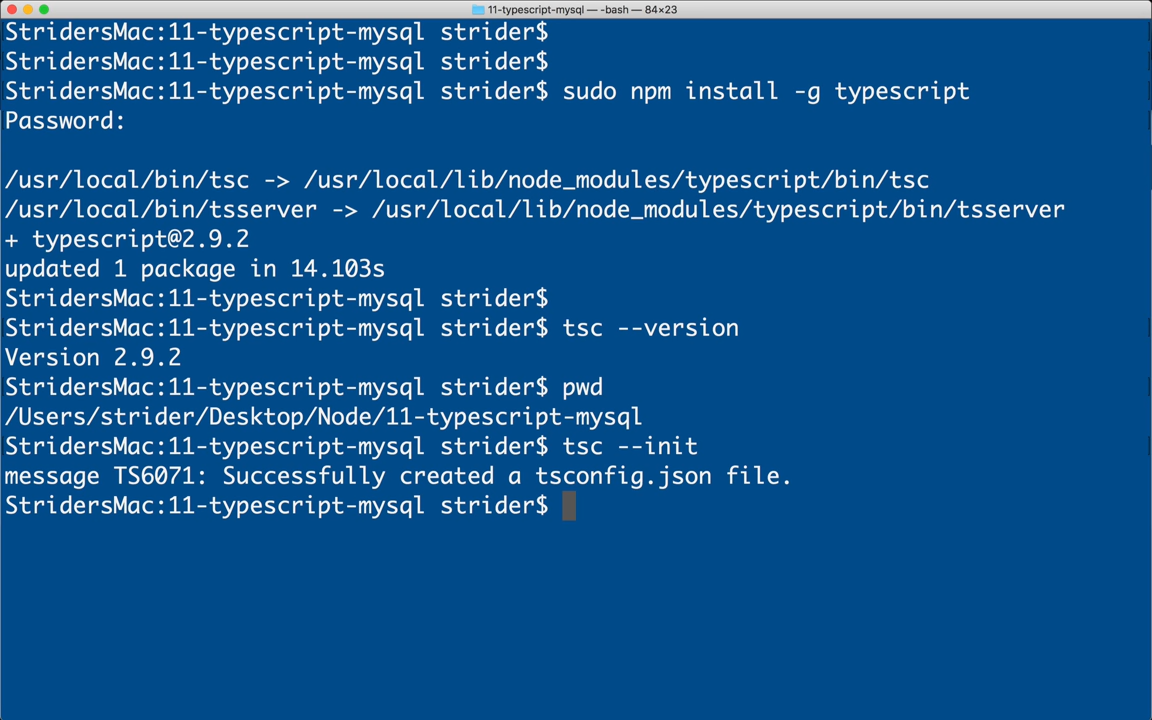 11-typescript-mysql — -bash — 84×23
StridersMac:11-typescript-mysql strider$
StridersMac:11-typescript-mysql strider$
StridersMac:11-typescript-mysql strider$ sudo npm install -g typescript
Password:
/usr/local/bin/tsc -> /usr/local/lib/node_modules/typescript/bin/tsc
/usr/local/bin/tsserver -> /usr/local/lib/node_modules/typescript/bin/tsserver
+ typescript@2.9.2
updated 1 package in 14.103s
StridersMac:11-typescript-mysql strider$
StridersMac:11-typescript-mysql strider$ tsc --version
Version 2.9.2
StridersMac:11-typescript-mysql strider$ pwd
/Users/strider/Desktop/Node/11-typescript-mysql
StridersMac:11-typescript-mysql strider$ tsc --init
message TS6071: Successfully created a tsconfig.json file.
StridersMac:11-typescript-mysql strider$